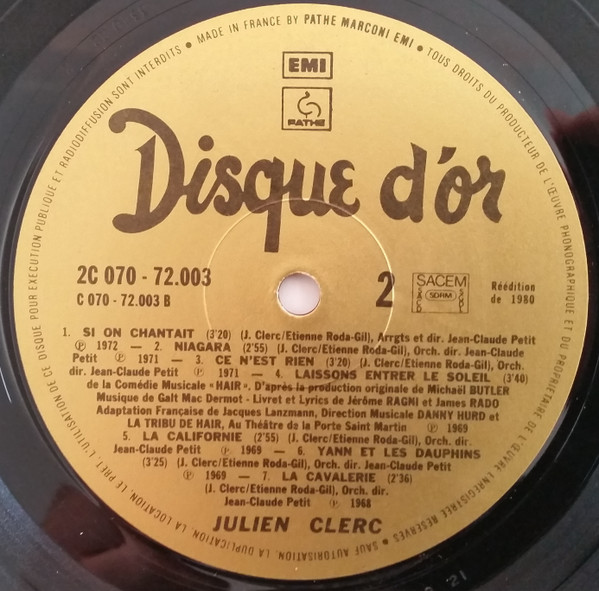 SANS AUTORISATION, LA DUPLICATION, LA LOCATION, LE PRET, L'UTILISATION DE CE DISQUE POUR EXECUTION PUBLIQUE ET RADIODIFFUSION SONT INTERDITS • MADE IN FRANCE BY PATHE MARCONI EMI • TOUS DROITS DU PRODUCTEUR DE L'ŒUVRE PHONOGRAPHIQUE ET DU PROPRIETAIRE DE L'ŒUVRE ENREGISTREE RESERVES • SAUF AUTORISATION
EMI
PATHE
Disque d'or
2C 070 - 72.003
C 070 - 72.003 B
2
SACEM
SDRM
Réédition
de 1980
1. SI ON CHANTAIT (3'20) (J. Clerc/Etienne Roda-Gil), Arrgts et dir. Jean-Claude Petit
℗ 1972 — 2. NIAGARA (2'55) (J. Clerc/Etienne Roda-Gil), Orch. dir. Jean-Claude
Petit ℗ 1971 — 3. CE N'EST RIEN (3'20) (J. Clerc/Etienne Roda-Gil), Orch.
dir. Jean-Claude Petit ℗ 1971 — 4. LAISSONS ENTRER LE SOLEIL (3'40)
de la Comédie Musicale « HAIR ». D'après la production originale de Michaël BUTLER
Musique de Galt Mac Dermot - Livret et Lyrics de Jérôme RAGNI et James RADO
Adaptation Française de Jacques Lanzmann, Direction Musicale DANNY HURD et
LA TRIBU DE HAIR, Au Théâtre de la Porte Saint Martin ℗ 1969
5. LA CALIFORNIE (2'55) (J. Clerc/Etienne Roda-Gil), Orch. dir.
Jean-Claude Petit ℗ 1969 — 6. YANN ET LES DAUPHINS
(3'25) (J. Clerc/Etienne Roda-Gil), Orch. dir. Jean-Claude Petit
℗ 1969 — 7. LA CAVALERIE (2'36)
(J. Clerc/Etienne Roda-Gil), Orch. dir.
Jean-Claude Petit ℗ 1968
JULIEN CLERC